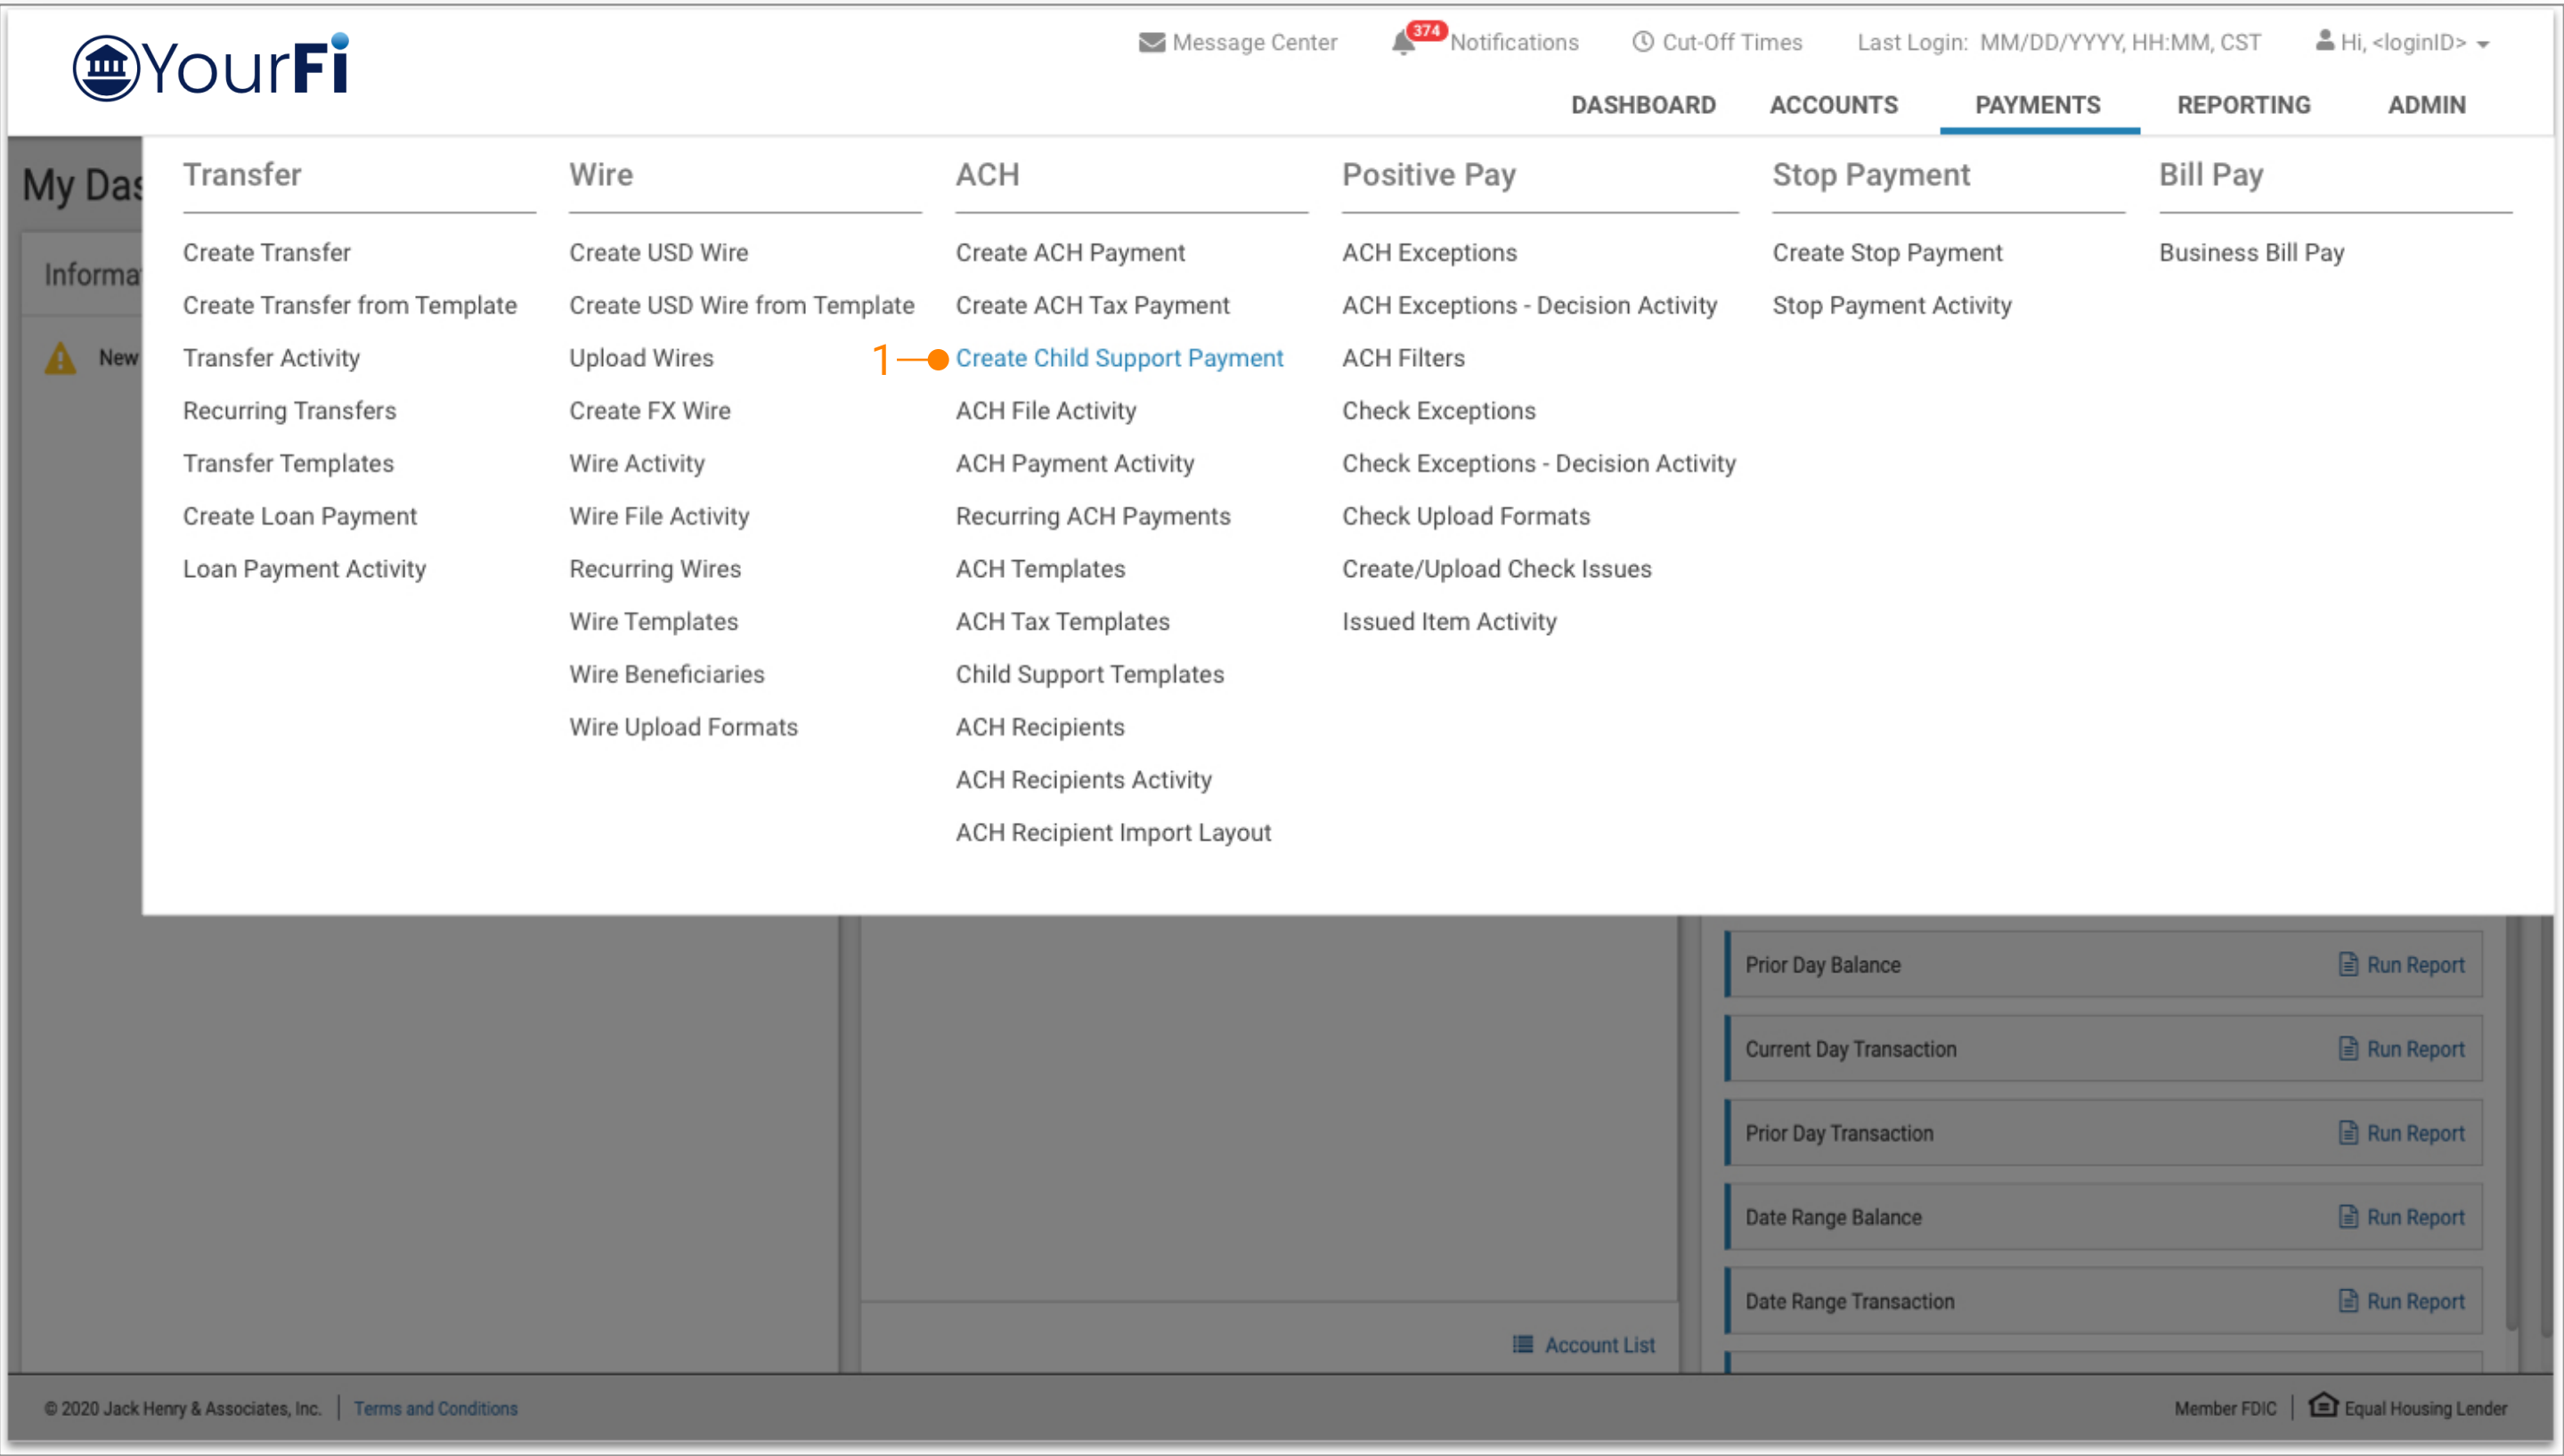 YourFi
Message Center 374 Notifications Cut-Off Times Last Login: MM/DD/YYYY, HH:MM, CST Hi, <loginID>
DASHBOARD ACCOUNTS PAYMENTS REPORTING ADMIN
My Das
Informa
New
Transfer
Create Transfer
Create Transfer from Template
Transfer Activity
Recurring Transfers
Transfer Templates
Create Loan Payment
Loan Payment Activity
Wire
Create USD Wire
Create USD Wire from Template
Upload Wires
Create FX Wire
Wire Activity
Wire File Activity
Recurring Wires
Wire Templates
Wire Beneficiaries
Wire Upload Formats
ACH
Create ACH Payment
Create ACH Tax Payment
1 Create Child Support Payment
ACH File Activity
ACH Payment Activity
Recurring ACH Payments
ACH Templates
ACH Tax Templates
Child Support Templates
ACH Recipients
ACH Recipients Activity
ACH Recipient Import Layout
Positive Pay
ACH Exceptions
ACH Exceptions - Decision Activity
ACH Filters
Check Exceptions
Check Exceptions - Decision Activity
Check Upload Formats
Create/Upload Check Issues
Issued Item Activity
Stop Payment
Create Stop Payment
Stop Payment Activity
Bill Pay
Business Bill Pay
Prior Day Balance Run Report
Current Day Transaction Run Report
Prior Day Transaction Run Report
Date Range Balance Run Report
Date Range Transaction Run Report
Account List
© 2020 Jack Henry & Associates, Inc. Terms and Conditions
Member FDIC Equal Housing Lender